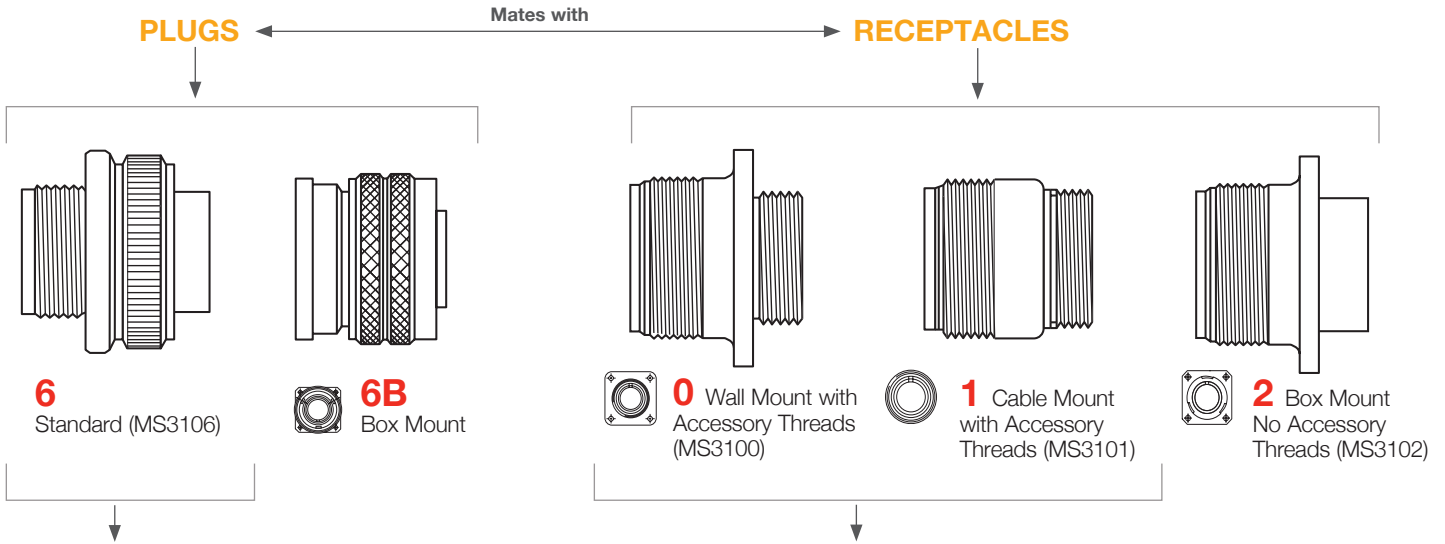 Mates with
PLUGS
RECEPTACLES
6
Standard (MS3106)
6B
Box Mount
0 Wall Mount with
Accessory Threads
(MS3100)
1 Cable Mount
with Accessory
Threads (MS3101)
2 Box Mount
No Accessory
Threads (MS3102)